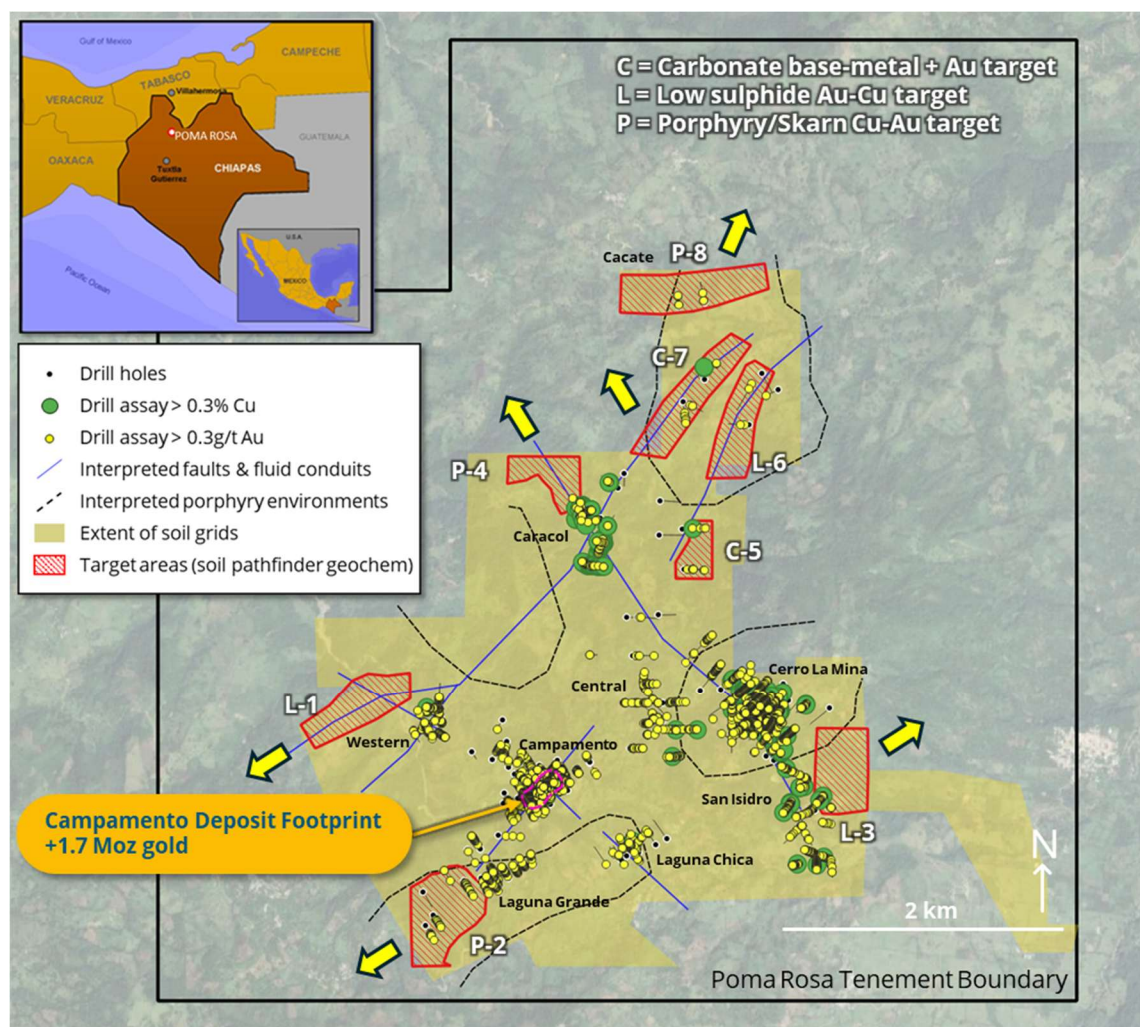 Gulf of Mexico
CAMPECHE
TABASCO
Villahermosa
VERACRUZ
POMA ROSA
GUATEMALA
OAXACA
Tuxtla
Gutierrez
CHIAPAS
Pacific Ocean
U.S.A.
MEXICO
C = Carbonate base-metal + Au target
L = Low sulphide Au-Cu target
P = Porphyry/Skarn Cu-Au target
Drill holes
Drill assay > 0.3% Cu
Drill assay > 0.3g/t Au
Interpreted faults & fluid conduits
Interpreted porphyry environments
Extent of soil grids
Target areas (soil pathfinder geochem)
Cacate
P-8
C-7
L-6
P-4
Caracol
C-5
Cerro La Mina
Central
L-1
Western
Campamento
San Isidro
L-3
Campamento Deposit Footprint
+1.7 Moz gold
Laguna Chica
Laguna Grande
P-2
N
2 km
Poma Rosa Tenement Boundary